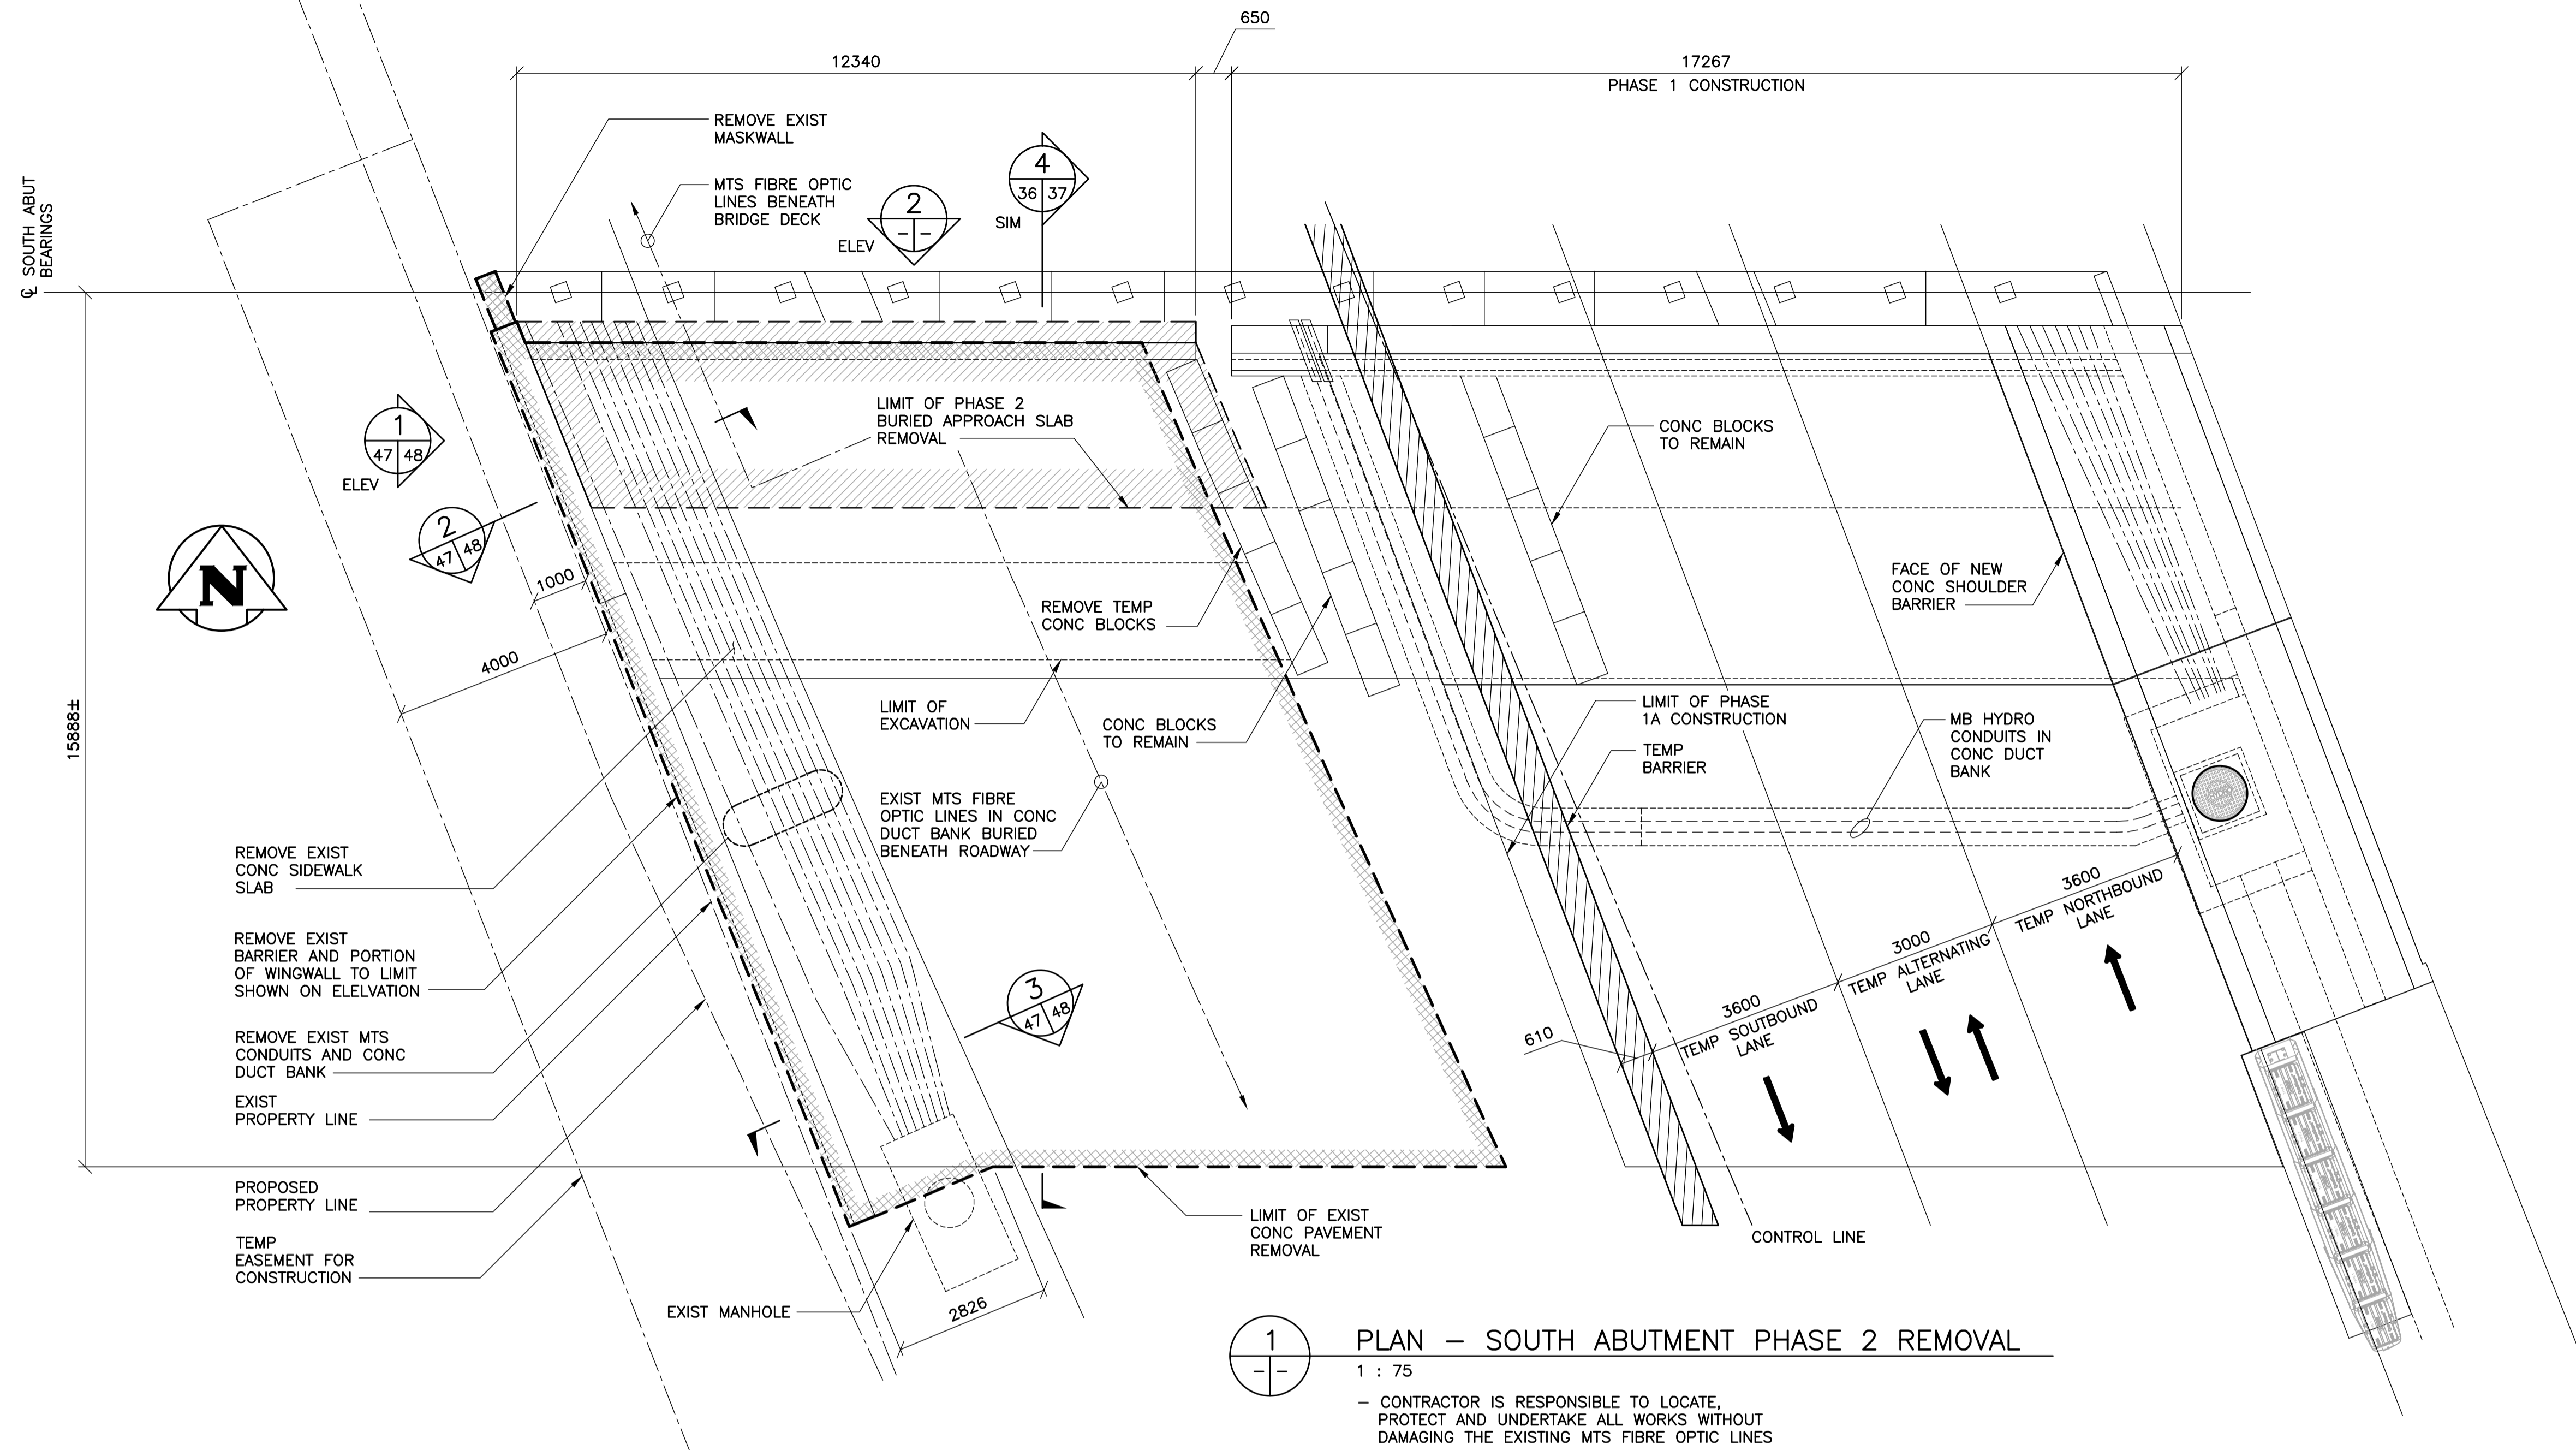 650
12340
17267
PHASE 1 CONSTRUCTION
REMOVE EXIST
MASKWALL
MTS FIBRE OPTIC
LINES BENEATH
BRIDGE DECK
2
- -
ELEV
4
36 37
SIM
℄ SOUTH ABUT
BEARINGS
1
47 48
ELEV
2
47 48
N
1000
4000
15888±
LIMIT OF PHASE 2
BURIED APPROACH SLAB
REMOVAL
CONC BLOCKS
TO REMAIN
FACE OF NEW
CONC SHOULDER
BARRIER
REMOVE TEMP
CONC BLOCKS
LIMIT OF
EXCAVATION
CONC BLOCKS
TO REMAIN
LIMIT OF PHASE
1A CONSTRUCTION
TEMP
BARRIER
MB HYDRO
CONDUITS IN
CONC DUCT
BANK
EXIST MTS FIBRE
OPTIC LINES IN CONC
DUCT BANK BURIED
BENEATH ROADWAY
REMOVE EXIST
CONC SIDEWALK
SLAB
REMOVE EXIST
BARRIER AND PORTION
OF WINGWALL TO LIMIT
SHOWN ON ELELVATION
REMOVE EXIST MTS
CONDUITS AND CONC
DUCT BANK
EXIST
PROPERTY LINE
PROPOSED
PROPERTY LINE
TEMP
EASEMENT FOR
CONSTRUCTION
3
47 48
610
3600
TEMP SOUTBOUND
LANE
3000
TEMP ALTERNATING
LANE
3600
TEMP NORTHBOUND
LANE
EXIST MANHOLE
2826
LIMIT OF EXIST
CONC PAVEMENT
REMOVAL
CONTROL LINE
1
- -
PLAN – SOUTH ABUTMENT PHASE 2 REMOVAL
1 : 75
– CONTRACTOR IS RESPONSIBLE TO LOCATE,
PROTECT AND UNDERTAKE ALL WORKS WITHOUT
DAMAGING THE EXISTING MTS FIBRE OPTIC LINES